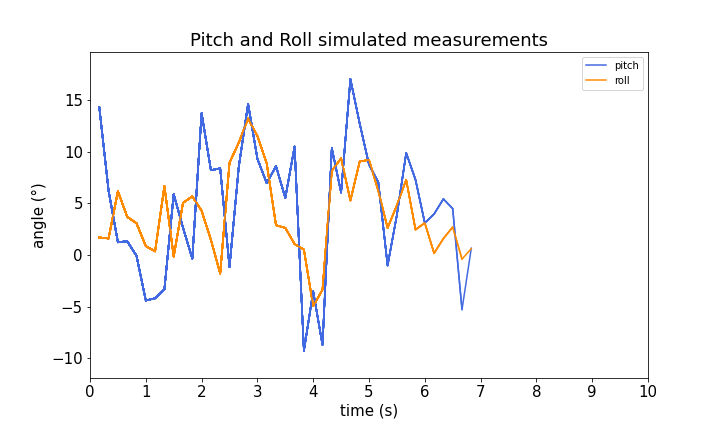 Pitch and Roll simulated measurements
pitch
roll
angle (°)
15
10
5
0
−5
−10
0 1 2 3 4 5 6 7 8 9 10
time (s)